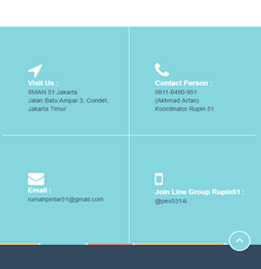 Visit Us :
SMAN 51 Jakarta
Jalan Batu Ampar 3, Condet,
Jakarta Timur
Contact Person :
0811-8490-951
(Akhmad Arfan)
Koordinator Rupin 51
Email :
rumahpintar51@gmail.com
Join Line Group Rupin51 :
@pev5314i